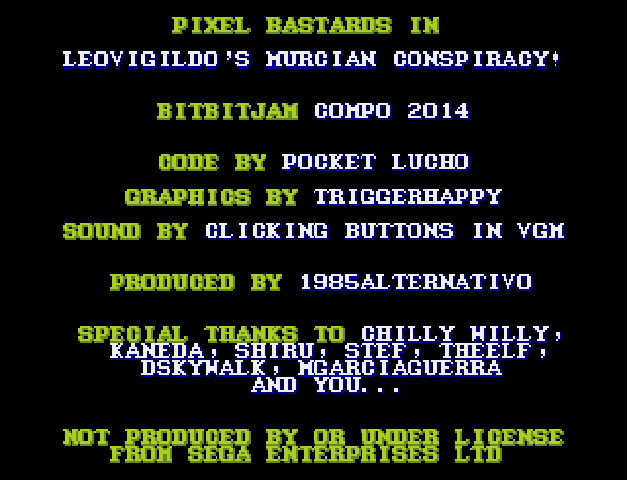 PIXEL BASTARDS IN
LEOVIGILDO'S MURCIAN CONSPIRACY!
BITBITJAM COMPO 2014
CODE BY POCKET LUCHO
GRAPHICS BY TRIGGERHAPPY
SOUND BY CLICKING BUTTONS IN VGM
PRODUCED BY 1985ALTERNATIVO
SPECIAL THANKS TO CHILLY WILLY,
KANEDA, SHIRU, STEF, THEELF,
DSKYWALK, MGARCIAGUERRA
AND YOU...
NOT PRODUCED BY OR UNDER LICENSE
FROM SEGA ENTERPRISES LTD